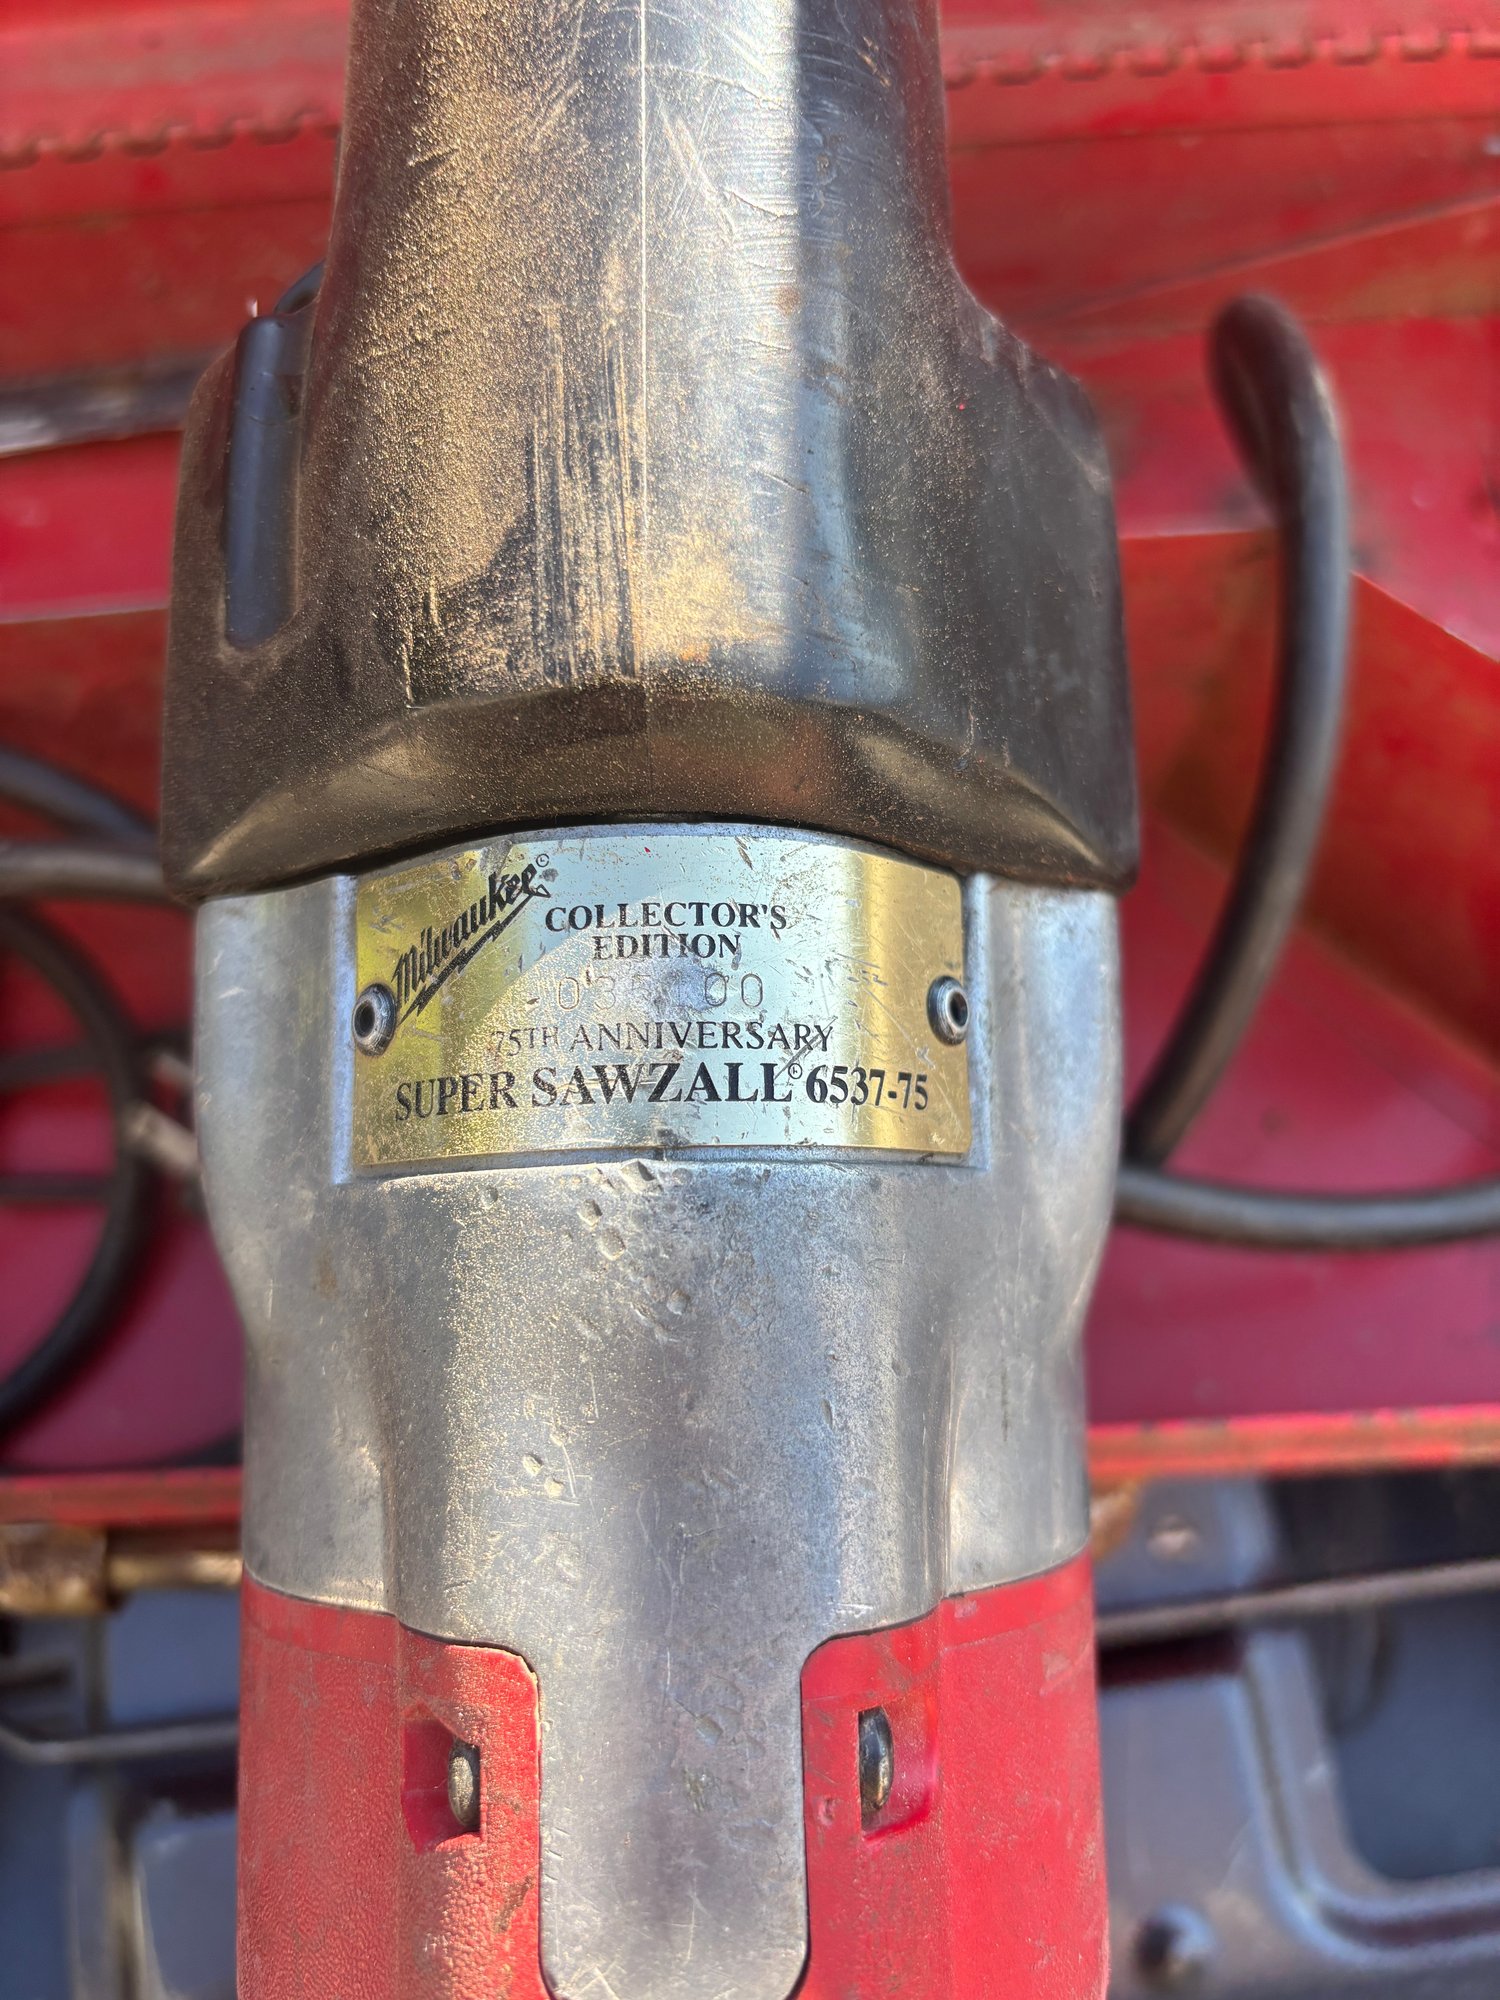 Milwaukee©
COLLECTOR'S
EDITION
75TH ANNIVERSARY
SUPER SAWZALL© 6537-75